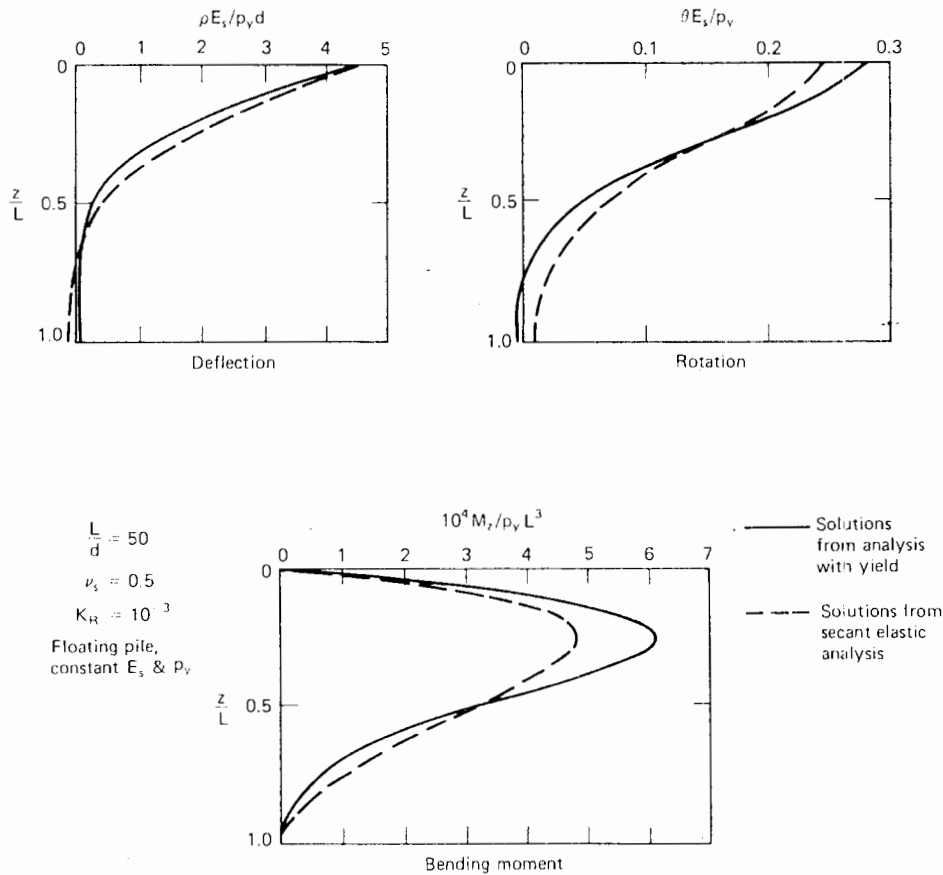 ρE_s/p_y d
0 1 2 3 4 5
0
z/L
0.5
1.0
Deflection
θE_s/p_y
0 0.1 0.2 0.3
0
0.5
1.0
Rotation
L/d = 50
ν_s = 0.5
K_R = 10^-3
Floating pile,
constant E_s & p_y
10^4 M_z/p_y L^3
0 1 2 3 4 5 6 7
0
z/L
0.5
1.0
Bending moment
Solutions
from analysis
with yield
Solutions from
secant elastic
analysis